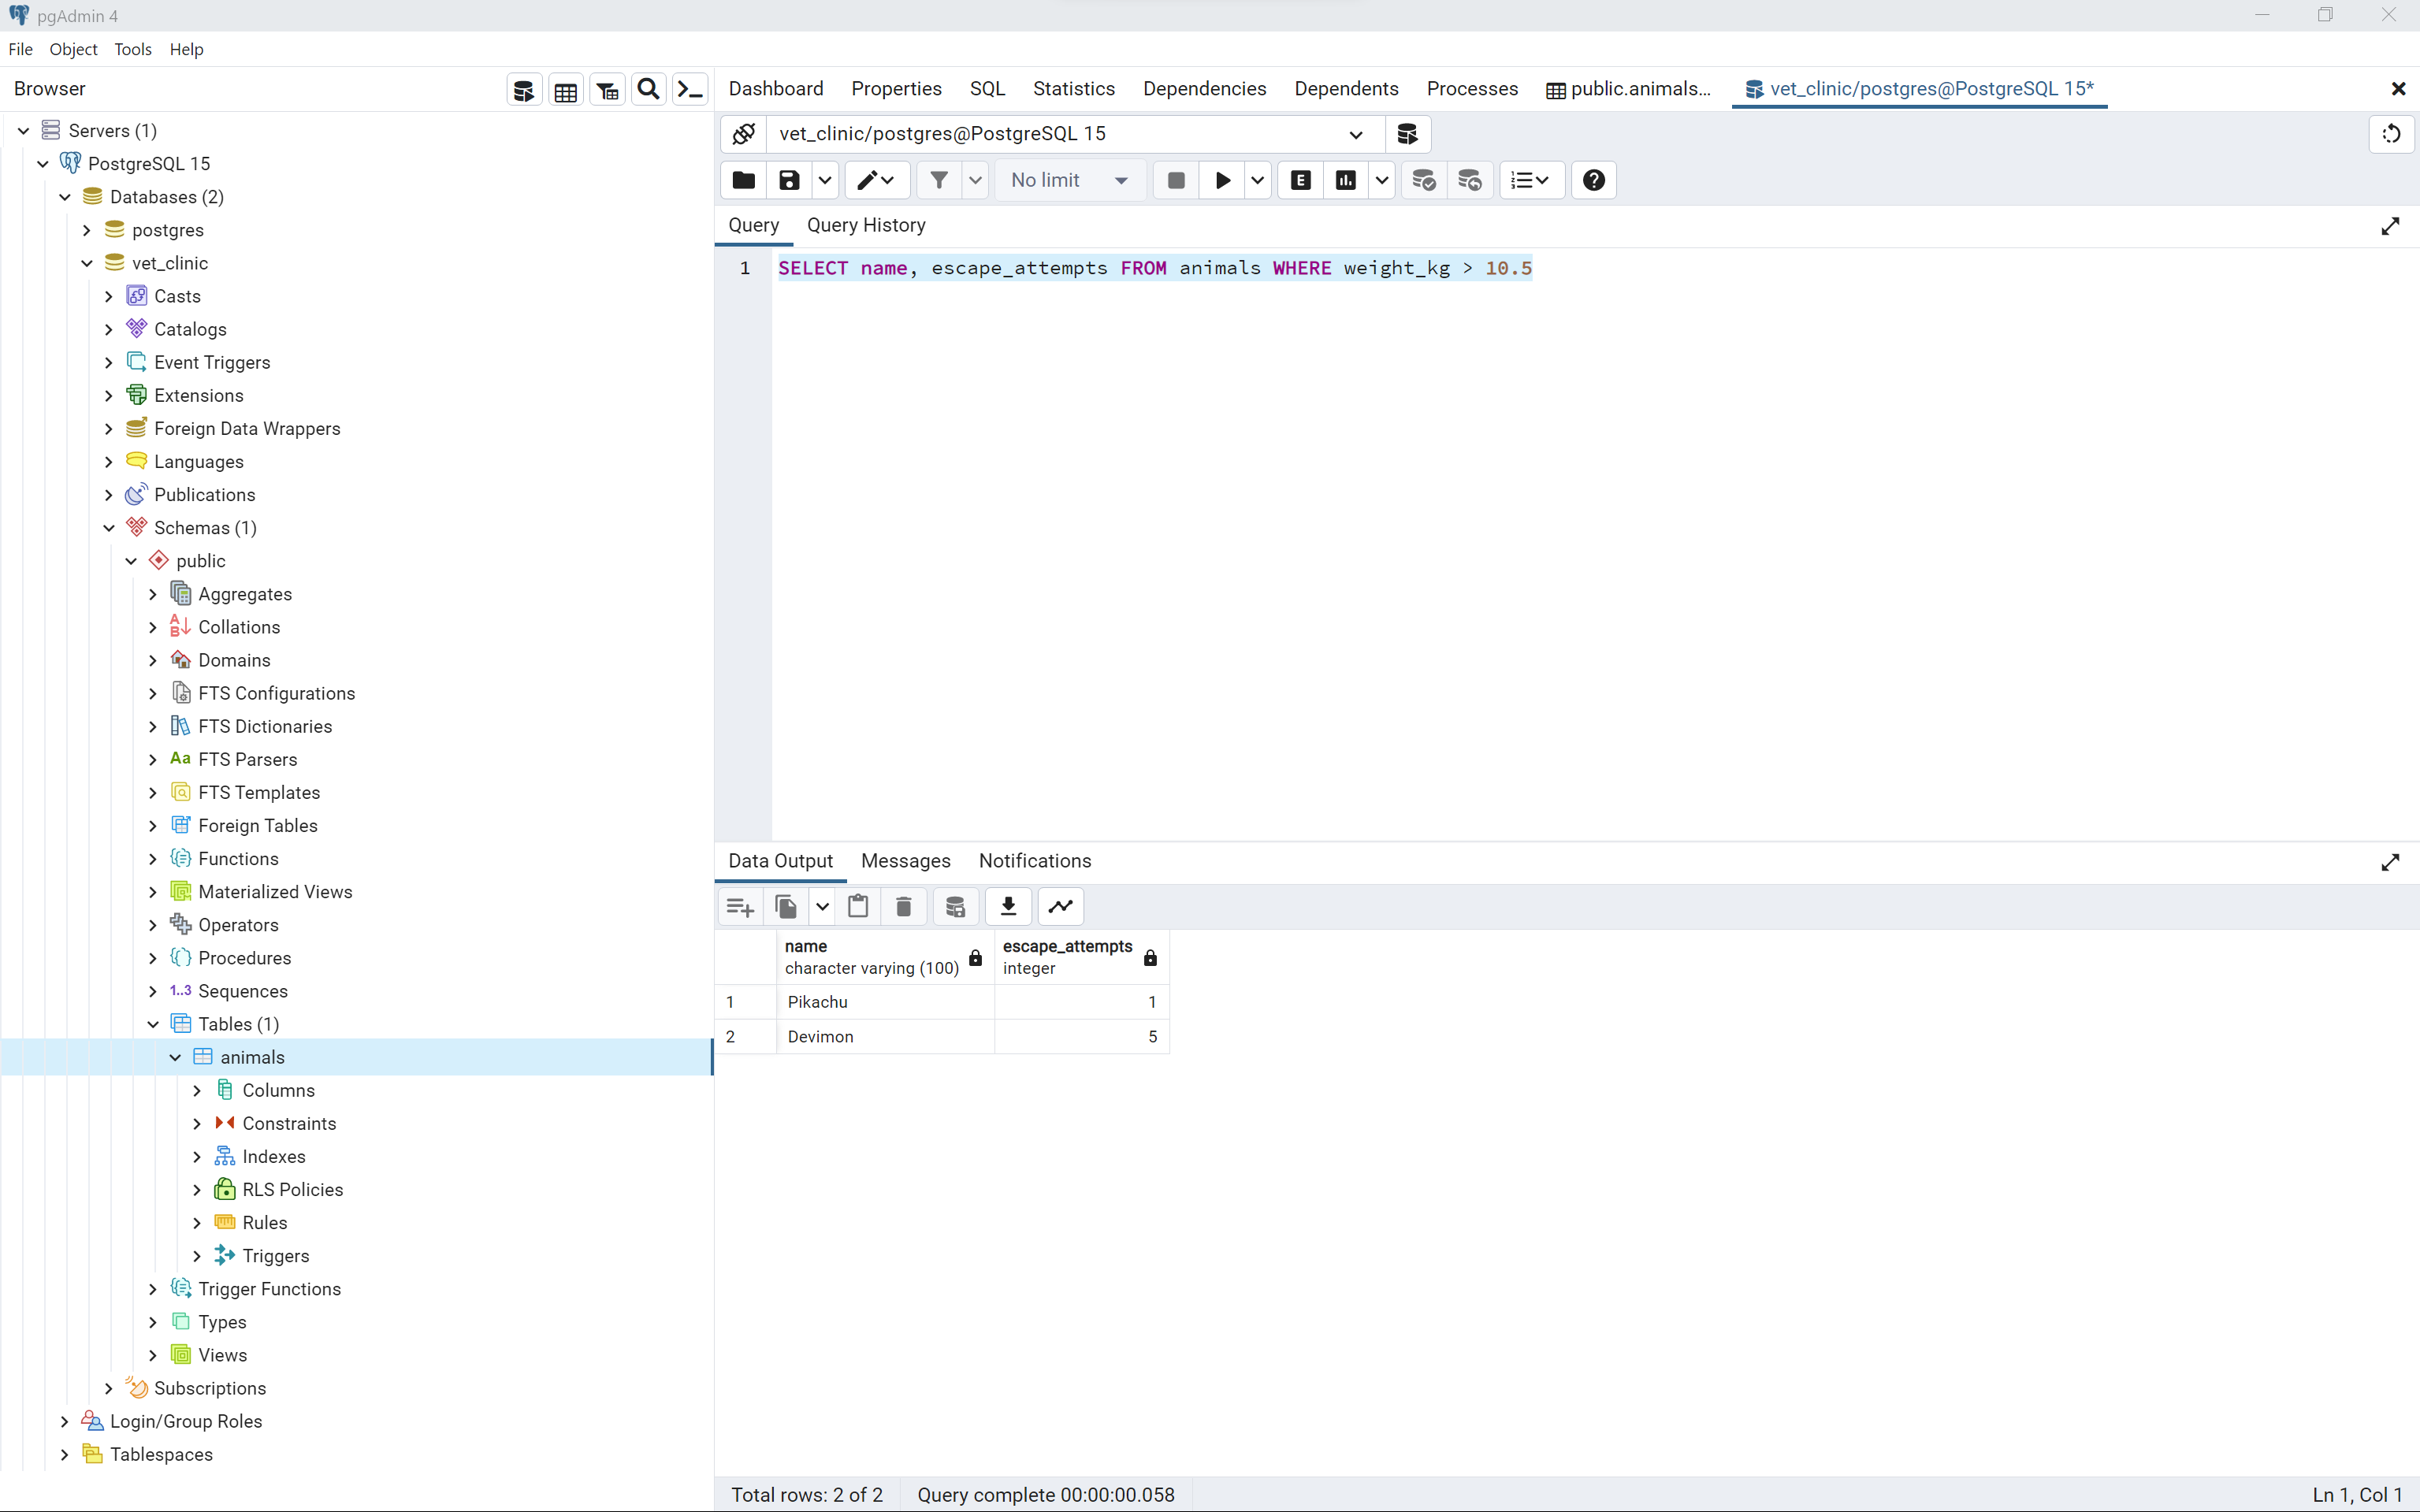 pgAdmin 4
File Object Tools Help
Browser
Servers (1)
PostgreSQL 15
Databases (2)
postgres
vet_clinic
Casts
Catalogs
Event Triggers
Extensions
Foreign Data Wrappers
Languages
Publications
Schemas (1)
public
Aggregates
Collations
Domains
FTS Configurations
FTS Dictionaries
Aa FTS Parsers
FTS Templates
Foreign Tables
Functions
Materialized Views
Operators
Procedures
1..3 Sequences
Tables (1)
animals
Columns
Constraints
Indexes
RLS Policies
Rules
Triggers
Trigger Functions
Types
Views
Subscriptions
Login/Group Roles
Tablespaces
Dashboard Properties SQL Statistics Dependencies Dependents Processes public.animals... vet_clinic/postgres@PostgreSQL 15*
vet_clinic/postgres@PostgreSQL 15
No limit E
Query Query History
1 SELECT name, escape_attempts FROM animals WHERE weight_kg > 10.5
Data Output Messages Notifications
name escape_attempts
character varying (100) integer
1 Pikachu 1
2 Devimon 5
Total rows: 2 of 2 Query complete 00:00:00.058 Ln 1, Col 1